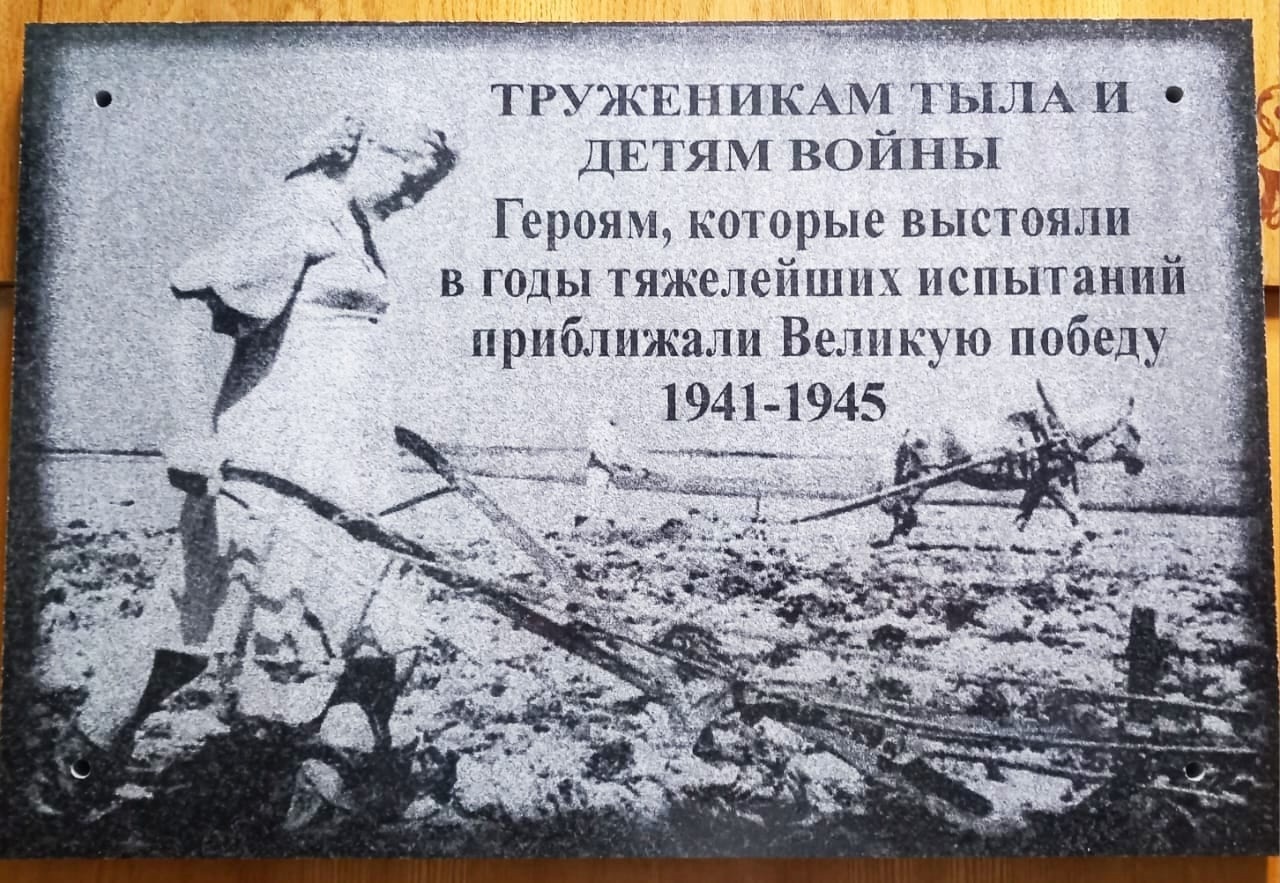 ТРУЖЕНИКАМ ТЫЛА И
ДЕТЯМ ВОЙНЫ
Героям, которые выстояли
в годы тяжелейших испытаний
приближали Великую победу
1941-1945